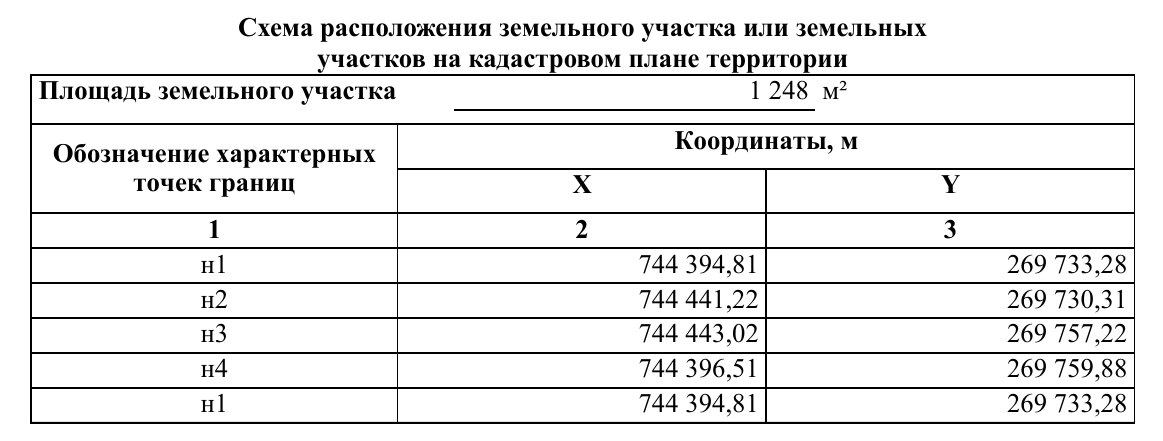 Схема расположения земельного участка или земельных
участков на кадастровом плане территории
Площадь земельного участка 1 248 м²
Обозначение характерных
точек границ
Координаты, м
X Y
1 2 3
н1 744 394,81 269 733,28
н2 744 441,22 269 730,31
н3 744 443,02 269 757,22
н4 744 396,51 269 759,88
н1 744 394,81 269 733,28